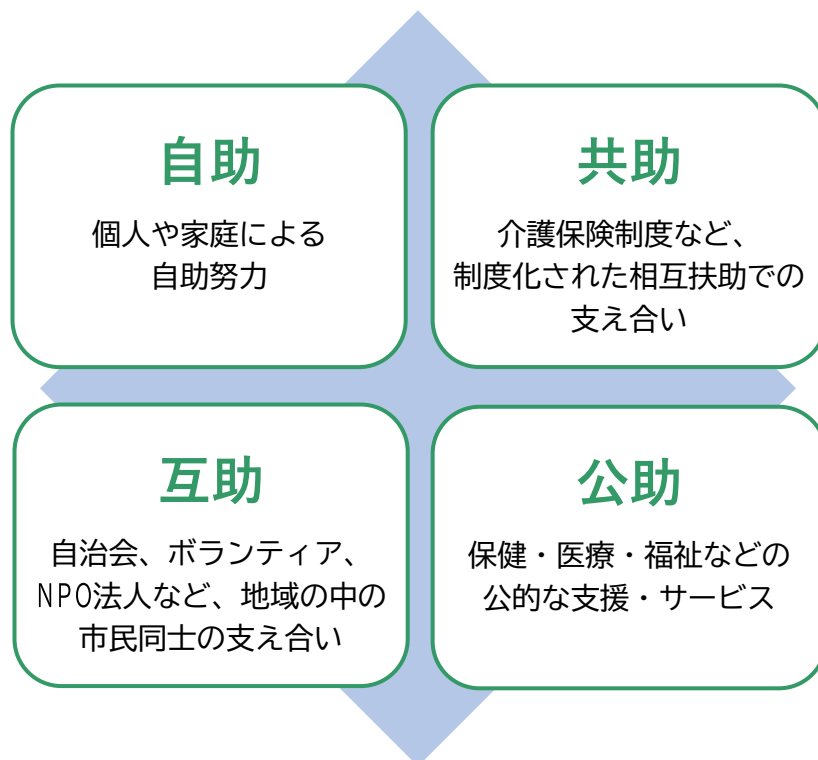 自助
個人や家庭による
自助努力
共助
介護保険制度など、
制度化された相互扶助での
支え合い
互助
自治会、ボランティア、
NPO法人など、地域の中の
市民同士の支え合い
公助
保健・医療・福祉などの
公的な支援・サービス